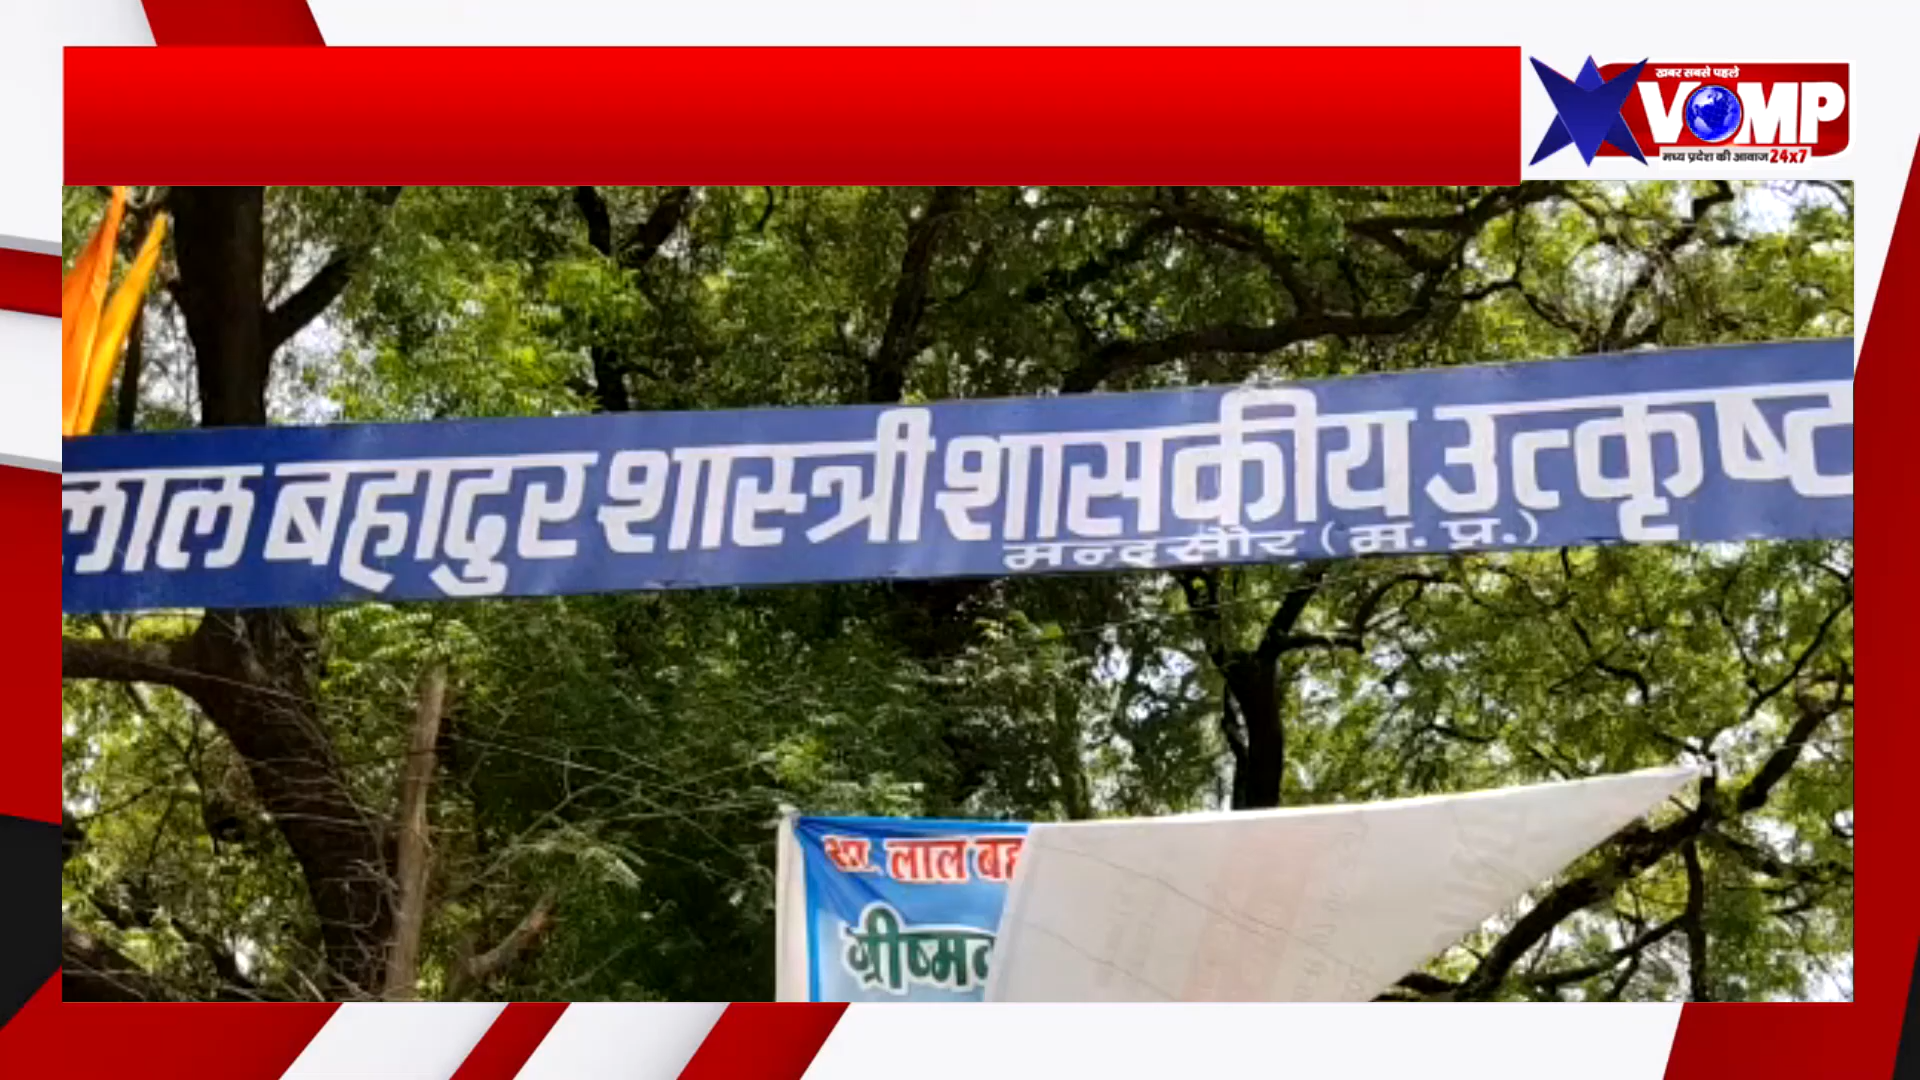 खबर सबसे पहले
VOMP
मध्य प्रदेश की आवाज 24x7
लाल बहादुर शास्त्री शासकीय उत्कृष्ट
मन्दसौर (म. प्र.)
लाल